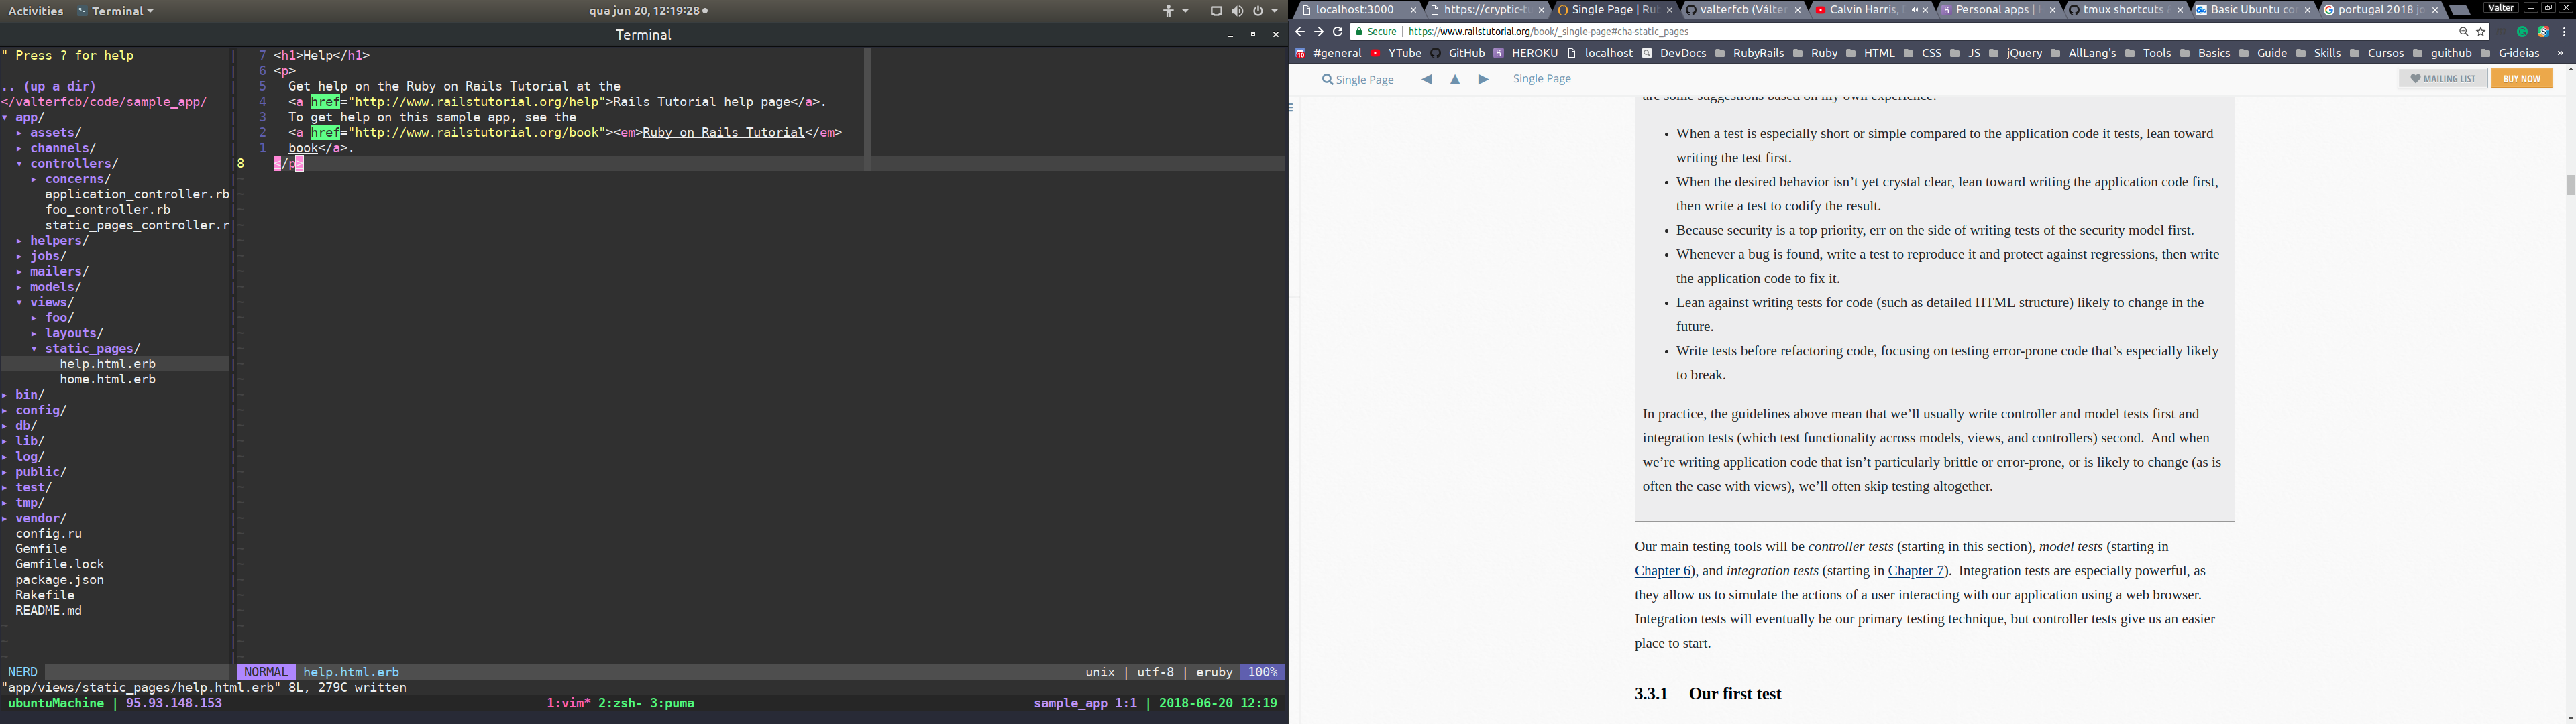 Activities Terminal qua jun 20, 12:19:28
Terminal
" Press ? for help
.. (up a dir)
</valterfcb/code/sample_app/
app/
assets/
channels/
controllers/
concerns/
application_controller.rb
foo_controller.rb
static_pages_controller.r
helpers/
jobs/
mailers/
models/
views/
foo/
layouts/
static_pages/
help.html.erb
home.html.erb
bin/
config/
db/
lib/
log/
public/
test/
tmp/
vendor/
config.ru
Gemfile
Gemfile.lock
package.json
Rakefile
README.md
7 <h1>Help</h1>
6 <p>
5 Get help on the Ruby on Rails Tutorial at the
4 <a href="http://www.railstutorial.org/help">Rails Tutorial help page</a>.
3 To get help on this sample app, see the
2 <a href="http://www.railstutorial.org/book"><em>Ruby on Rails Tutorial</em>
1 book</a>.
8 </p>
NERD NORMAL help.html.erb unix | utf-8 | eruby 100%
"app/views/static_pages/help.html.erb" 8L, 279C written
ubuntuMachine | 95.93.148.153 1:vim* 2:zsh- 3:puma sample_app 1:1 | 2018-06-20 12:19
localhost:3000 https://cryptic-t Single Page | Ru valterfcb (Válter Calvin Harris, Personal apps | tmux shortcuts Basic Ubuntu co portugal 2018 jo Valter
Secure | https://www.railstutorial.org/book/_single-page#cha-static_pages
#general YTube GitHub HEROKU localhost DevDocs RubyRails Ruby HTML CSS JS jQuery AllLang's Tools Basics Guide Skills Cursos guithub G-ideias »
Single Page Single Page MAILING LIST BUY NOW
are some suggestions based on my own experience:
• When a test is especially short or simple compared to the application code it tests, lean toward
writing the test first.
• When the desired behavior isn’t yet crystal clear, lean toward writing the application code first,
then write a test to codify the result.
• Because security is a top priority, err on the side of writing tests of the security model first.
• Whenever a bug is found, write a test to reproduce it and protect against regressions, then write
the application code to fix it.
• Lean against writing tests for code (such as detailed HTML structure) likely to change in the
future.
• Write tests before refactoring code, focusing on testing error-prone code that’s especially likely
to break.
In practice, the guidelines above mean that we’ll usually write controller and model tests first and
integration tests (which test functionality across models, views, and controllers) second. And when
we’re writing application code that isn’t particularly brittle or error-prone, or is likely to change (as is
often the case with views), we’ll often skip testing altogether.
Our main testing tools will be controller tests (starting in this section), model tests (starting in
Chapter 6), and integration tests (starting in Chapter 7). Integration tests are especially powerful, as
they allow us to simulate the actions of a user interacting with our application using a web browser.
Integration tests will eventually be our primary testing technique, but controller tests give us an easier
place to start.
3.3.1 Our first test